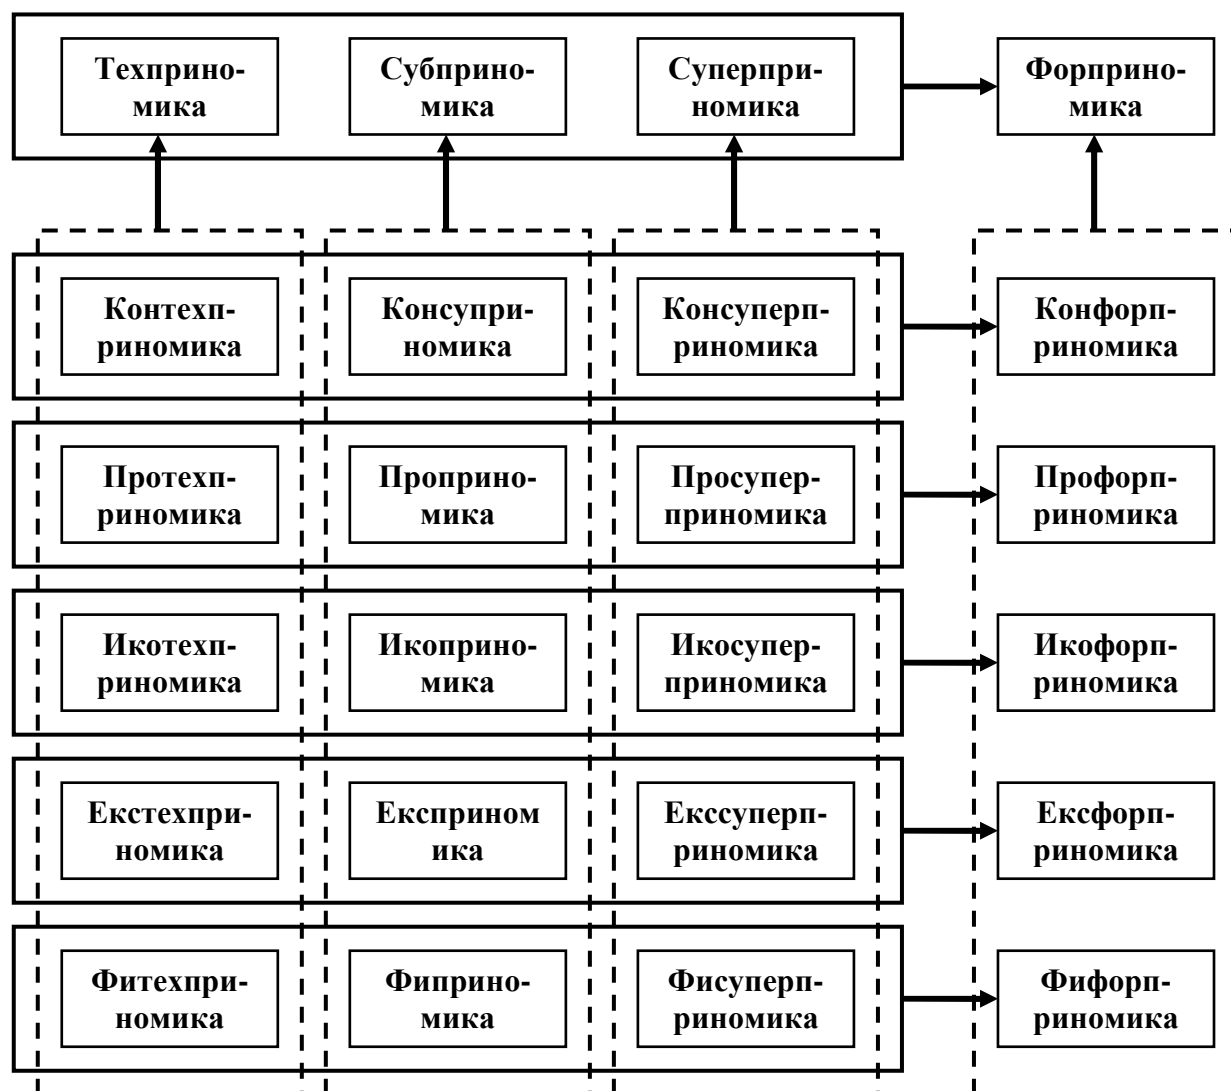 Техприно-
мика
Субприно-
мика
Суперпри-
номика
Форприно-
мика
Контехп-
риномика
Консупри-
номика
Консуперп-
риномика
Конфорп-
риномика
Протехп-
риномика
Проприно-
мика
Просупер-
приномика
Профорп-
риномика
Икотехп-
риномика
Икоприно-
мика
Икосупер-
приномика
Икофорп-
риномика
Екстехпри-
номика
Експрином
ика
Екссуперп-
риномика
Ексфорп-
риномика
Фитехпри-
номика
Фиприно-
мика
Фисуперп-
риномика
Фифорп-
риномика